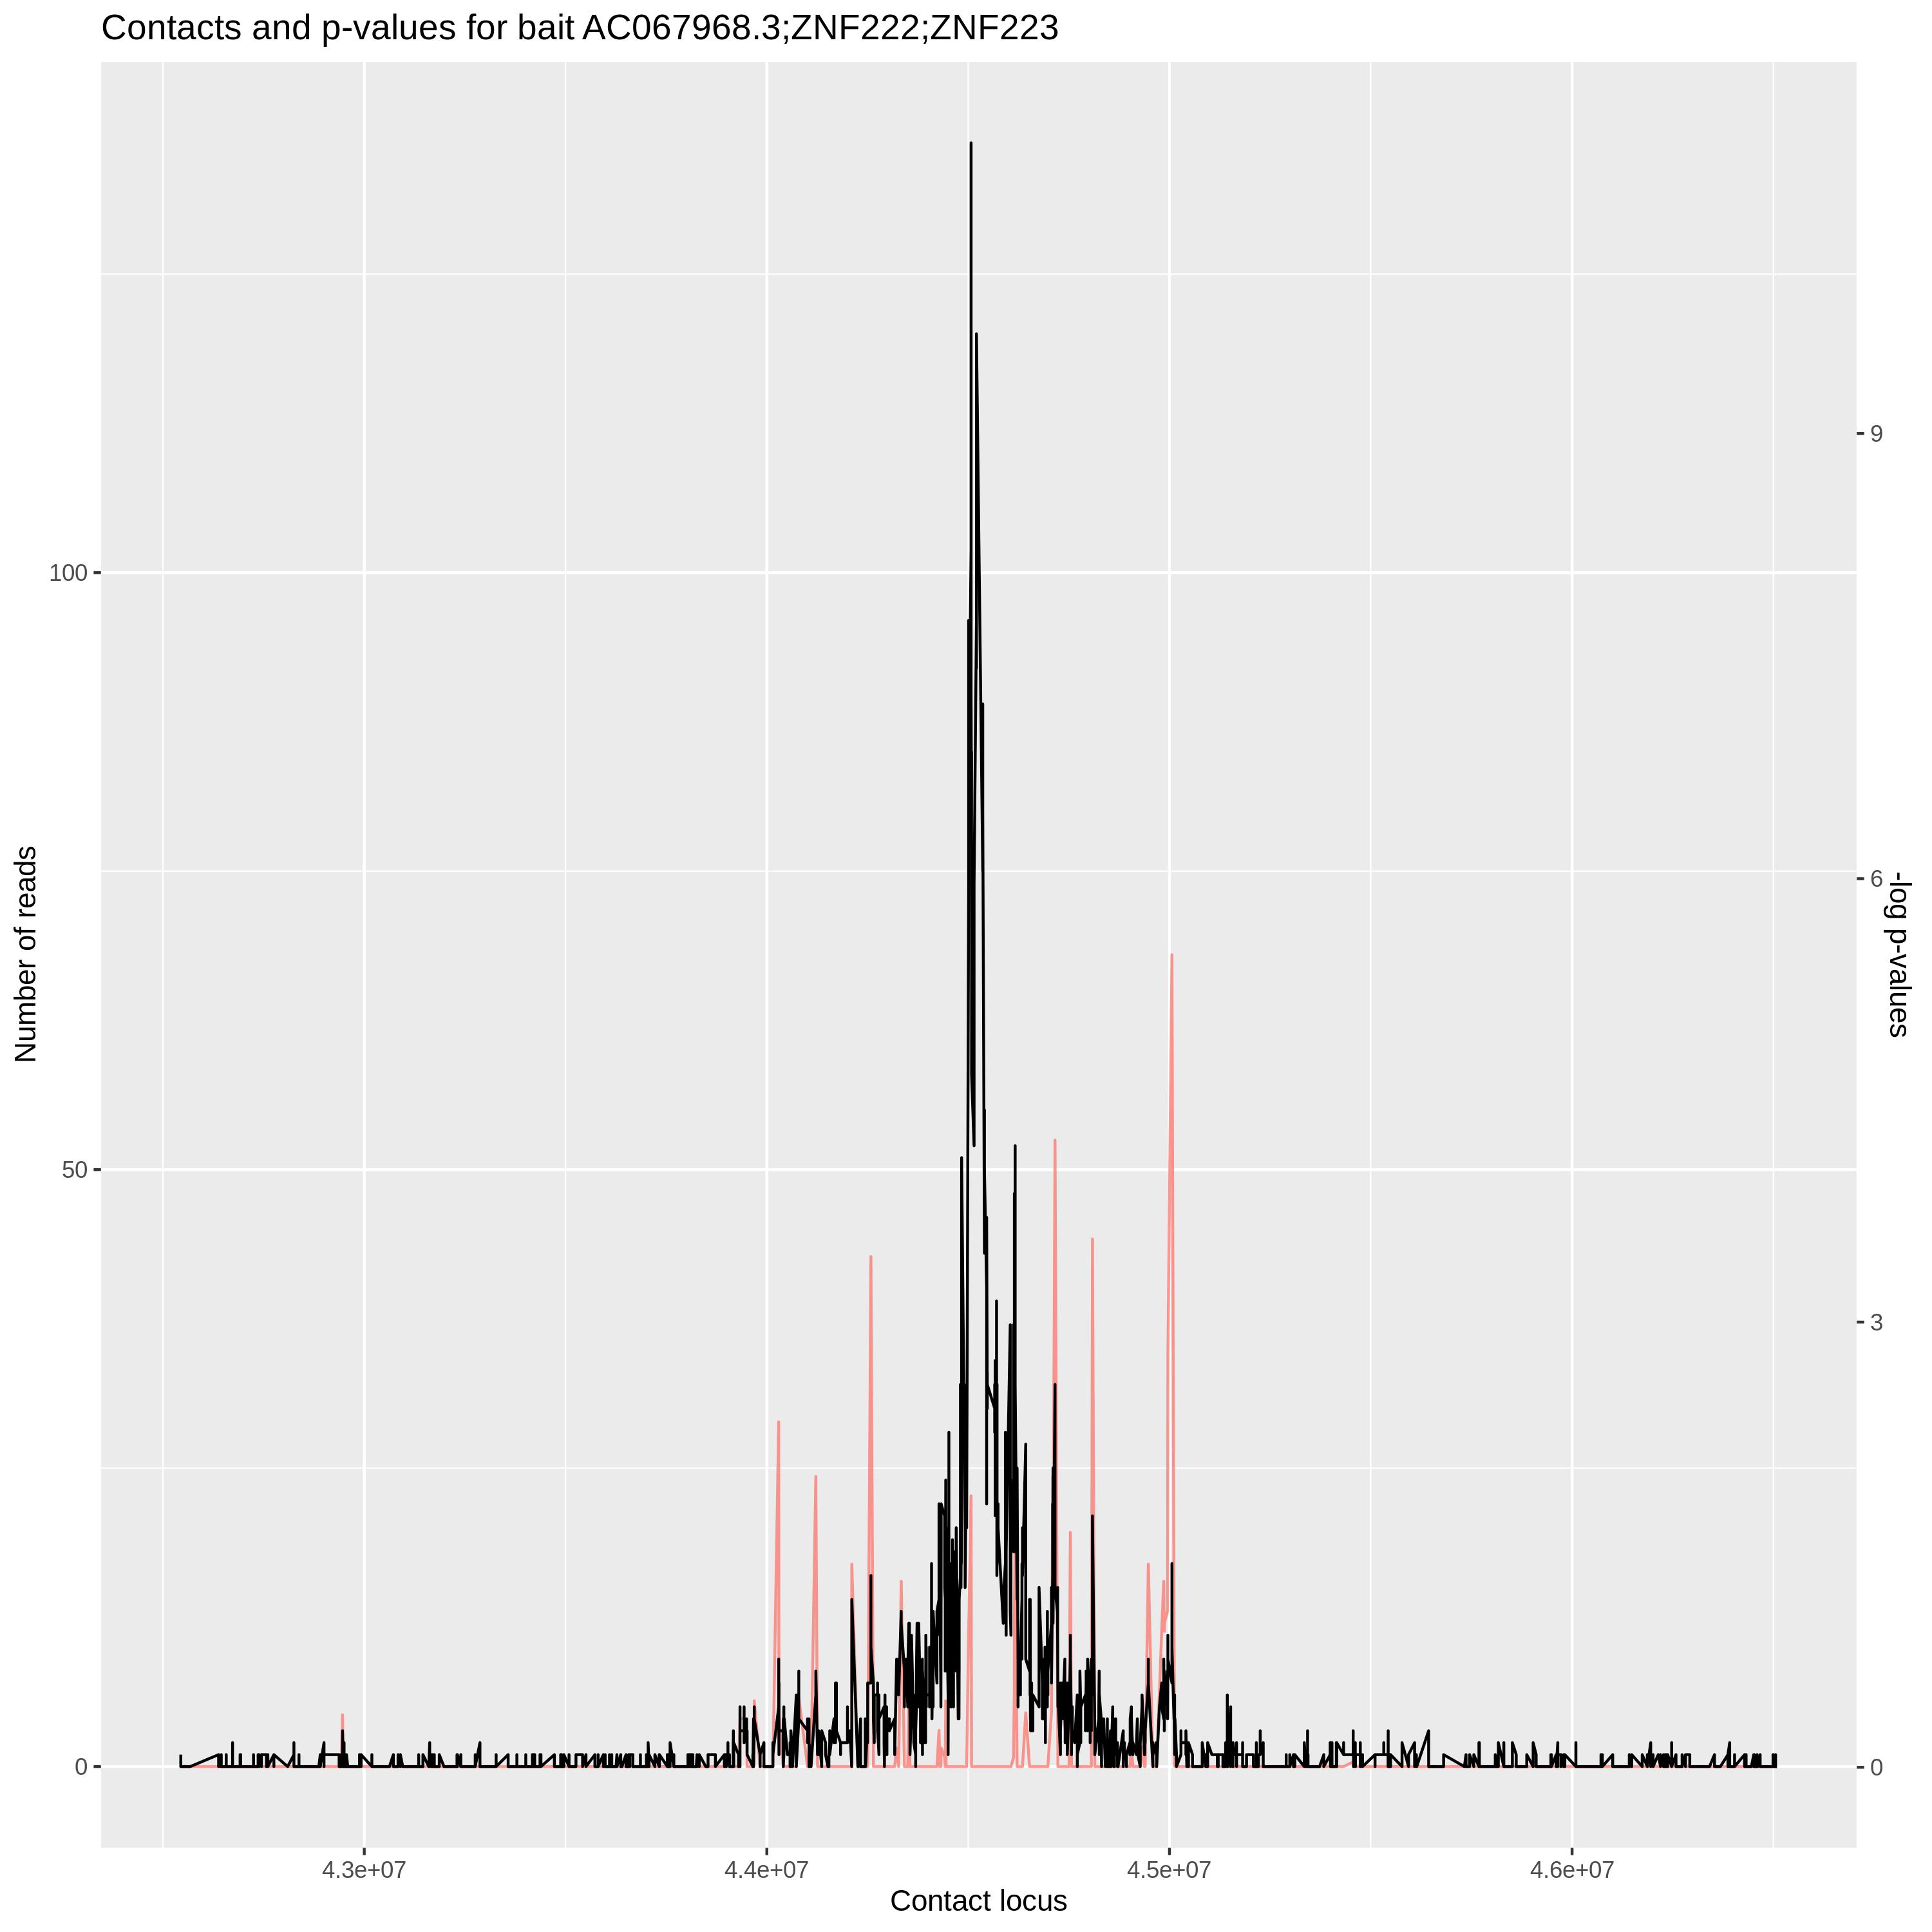 Contacts and p-values for bait AC067968.3;ZNF222;ZNF223
Number of reads
100
50
0
9
6
3
0
-log p-values
4.3e+07
4.4e+07
4.5e+07
4.6e+07
Contact locus